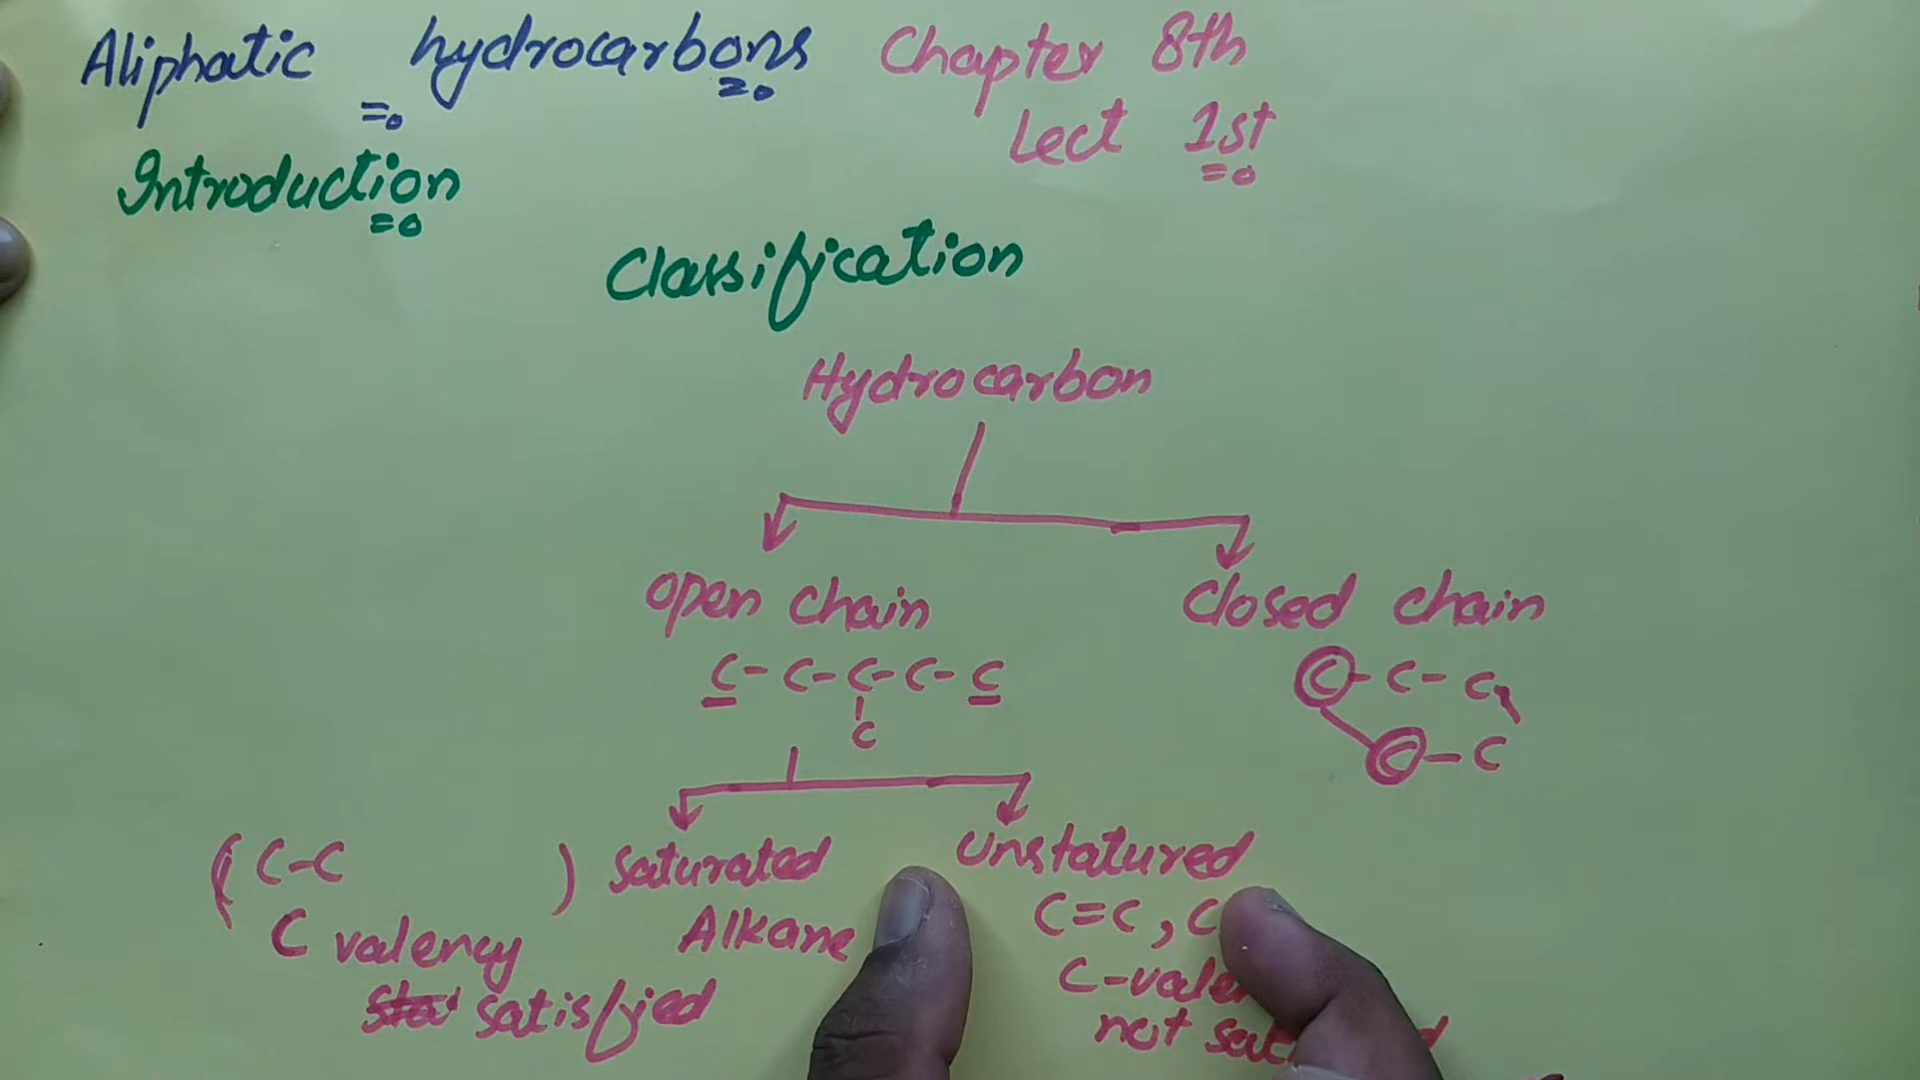 Aliphatic hydrocarbons Chapter 8th
Lect 1st
Introduction
Classification
Hydrocarbon
open chain
closed chain
C-C-C-C-C
C
C-C-C
C-C
(C-C )
Saturated
Unstatured
C valency
satisfied
Alkane
C=C, C
C-vale
not